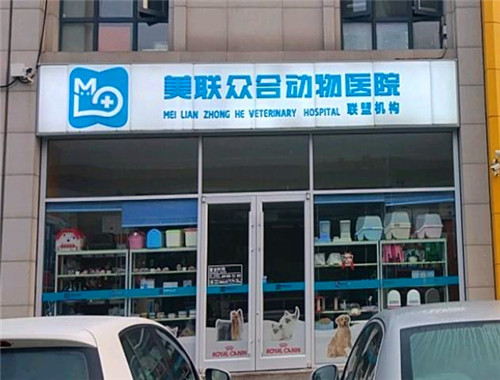 美联众合动物医院
MEI LIAN ZHONG HE VETERINARY HOSPITAL 联盟机构
ROYAL CANIN
ROYAL CANIN